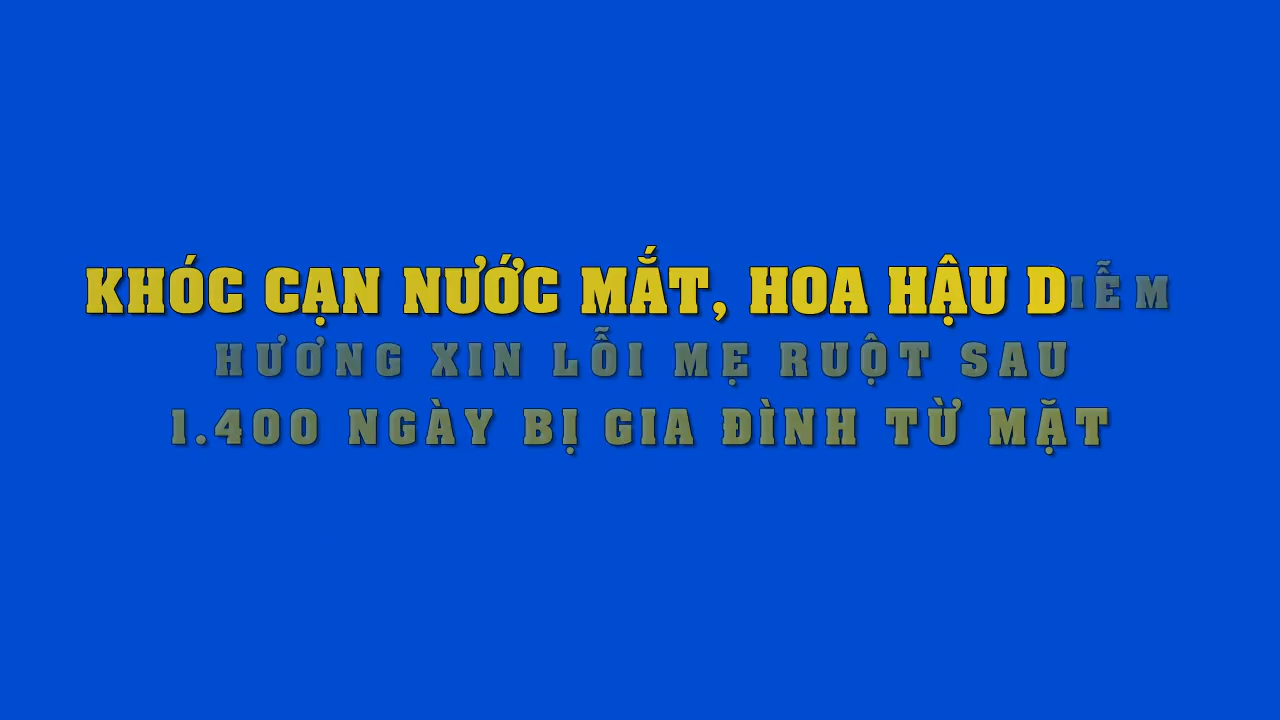 KHÓC CẠN NƯỚC MẮT, HOA HẬU DIỄM
HƯƠNG XIN LỖI MẸ RUỘT SAU
1.400 NGÀY BỊ GIA ĐÌNH TỪ MẶT